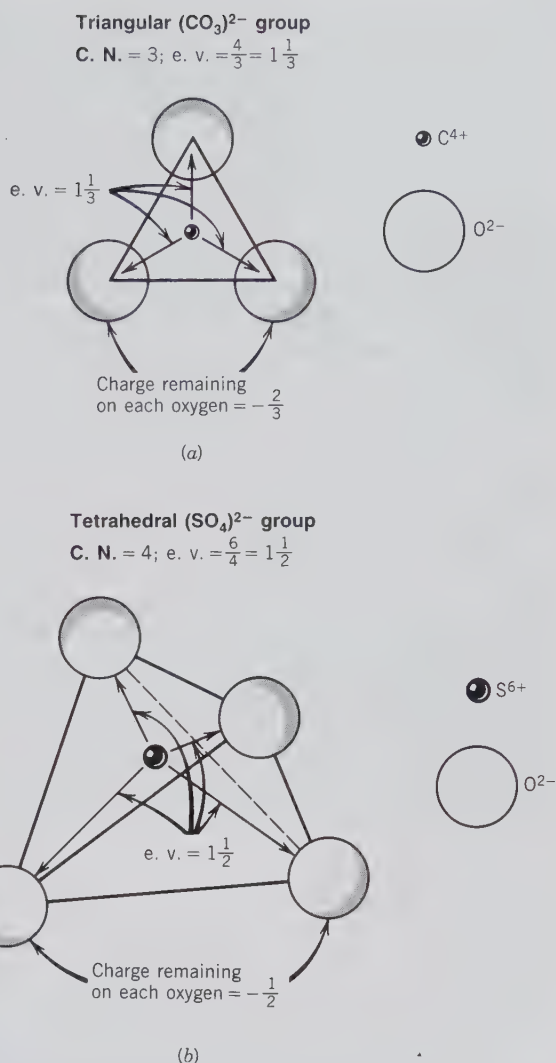 Triangular (CO₃)²⁻ group
C. N. = 3; e. v. = 4/3 = 1 1/3
e. v. = 1 1/3
C⁴⁺
O²⁻
Charge remaining
on each oxygen = − 2/3
(a)
Tetrahedral (SO₄)²⁻ group
C. N. = 4; e. v. = 6/4 = 1 1/2
S⁶⁺
O²⁻
e. v. = 1 1/2
Charge remaining
on each oxygen = − 1/2
(b)